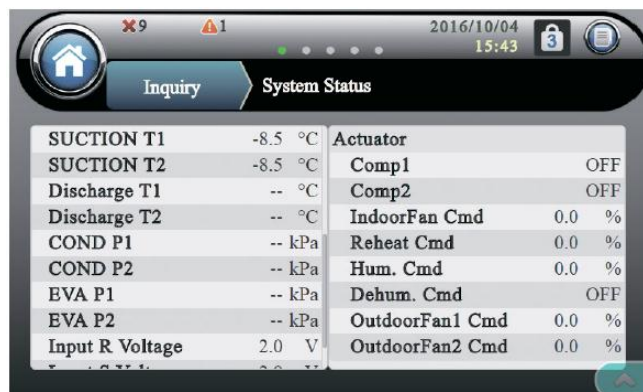 9
1
2016/10/04
15:43
3
Inquiry
System Status
SUCTION T1 -8.5 °C
SUCTION T2 -8.5 °C
Discharge T1 -- °C
Discharge T2 -- °C
COND P1 -- kPa
COND P2 -- kPa
EVA P1 -- kPa
EVA P2 -- kPa
Input R Voltage 2.0 V
Actuator
Comp1 OFF
Comp2 OFF
IndoorFan Cmd 0.0 %
Reheat Cmd 0.0 %
Hum. Cmd 0.0 %
Dehum. Cmd OFF
OutdoorFan1 Cmd 0.0 %
OutdoorFan2 Cmd 0.0 %